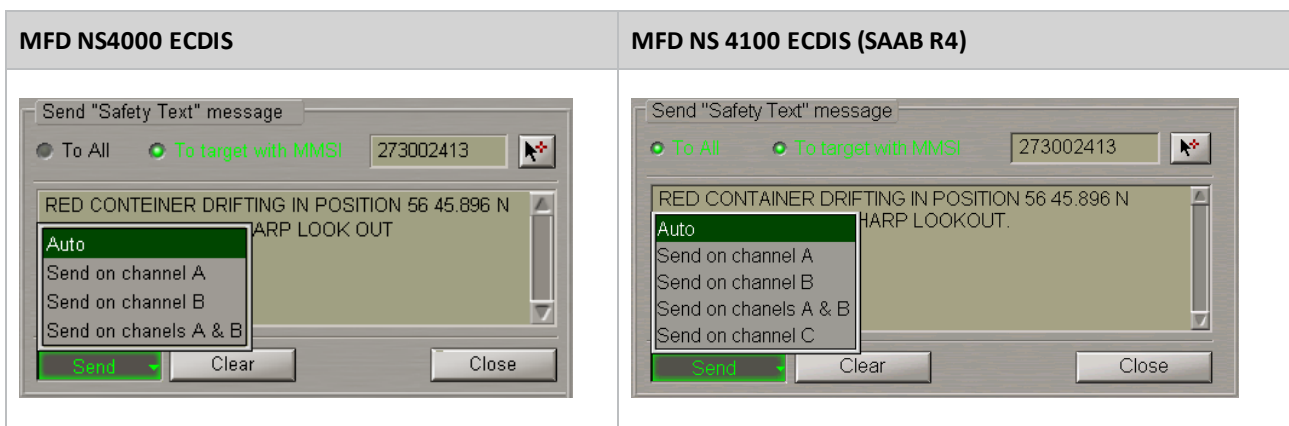 MFD NS4000 ECDIS
Send "Safety Text" message
To All To target with MMSI 273002413
RED CONTEINER DRIFTING IN POSITION 56 45.896 N
ARP LOOK OUT
Auto
Send on channel A
Send on channel B
Send on chanels A & B
Send Clear Close
MFD NS 4100 ECDIS (SAAB R4)
Send "Safety Text" message
To All To target with MMSI 273002413
RED CONTAINER DRIFTING IN POSITION 56 45.896 N
HARP LOOKOUT.
Auto
Send on channel A
Send on channel B
Send on chanels A & B
Send on channel C
Send Clear Close